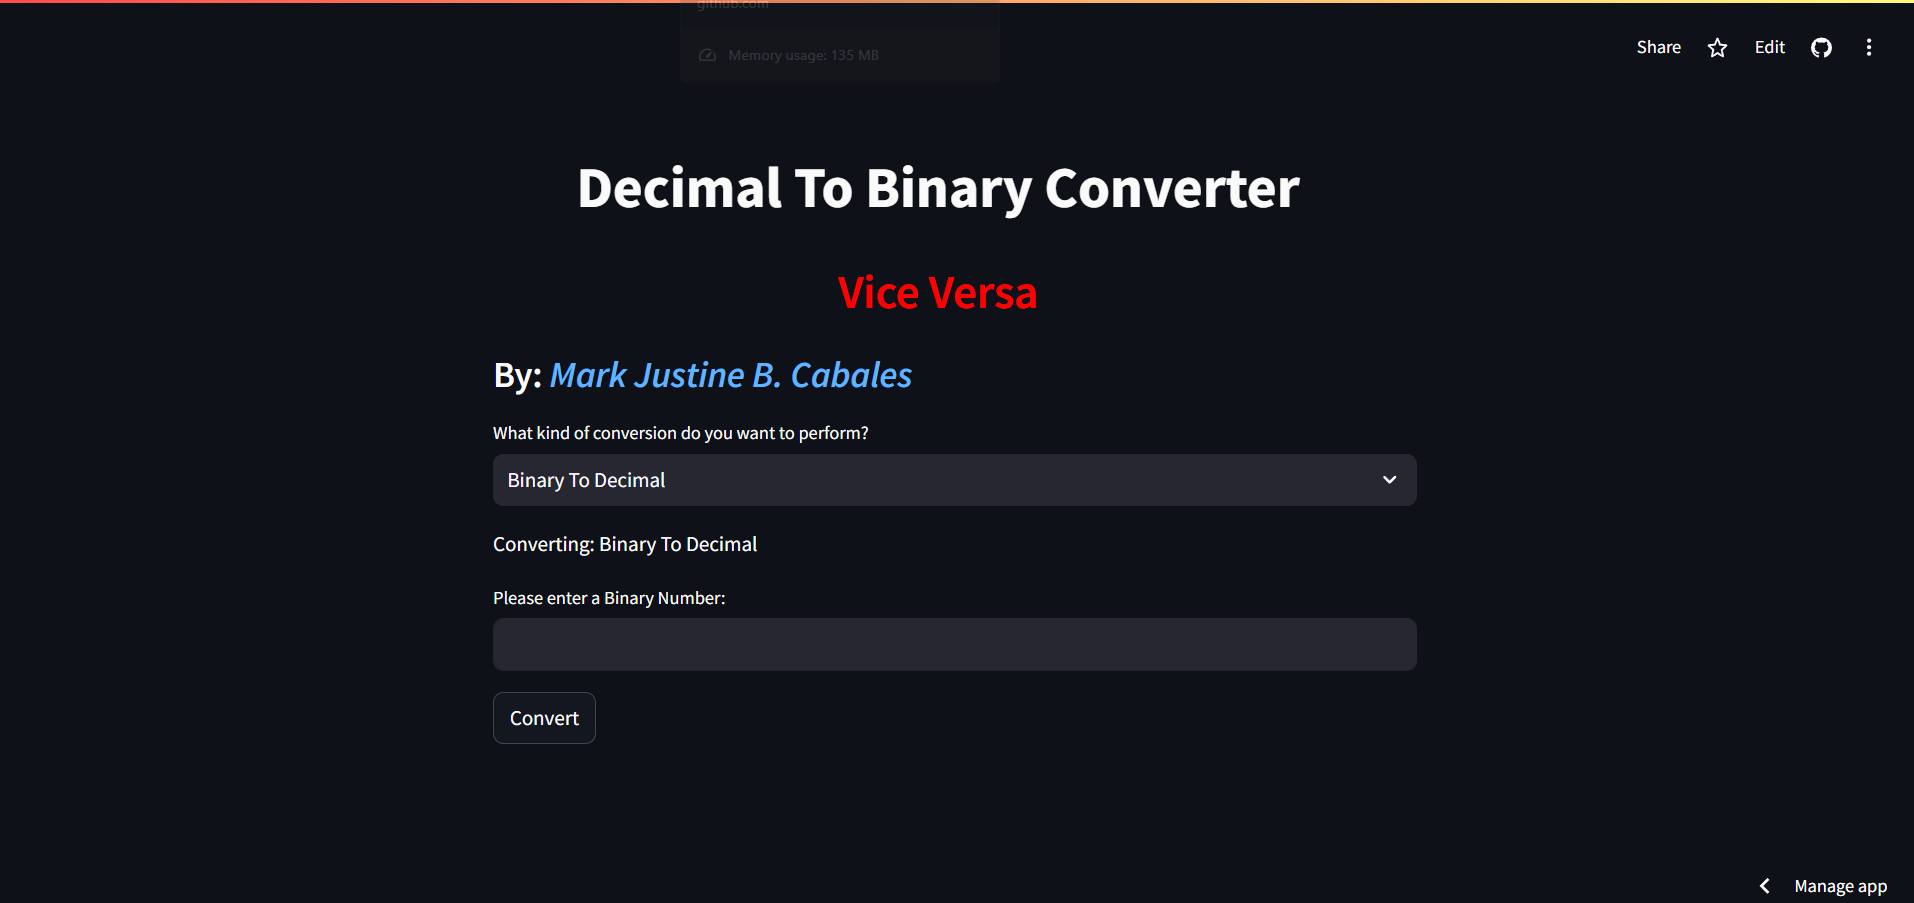 github.com
Memory usage: 135 MB
Share Edit
Decimal To Binary Converter
Vice Versa
By: Mark Justine B. Cabales
What kind of conversion do you want to perform?
Binary To Decimal
Converting: Binary To Decimal
Please enter a Binary Number:
Convert
Manage app